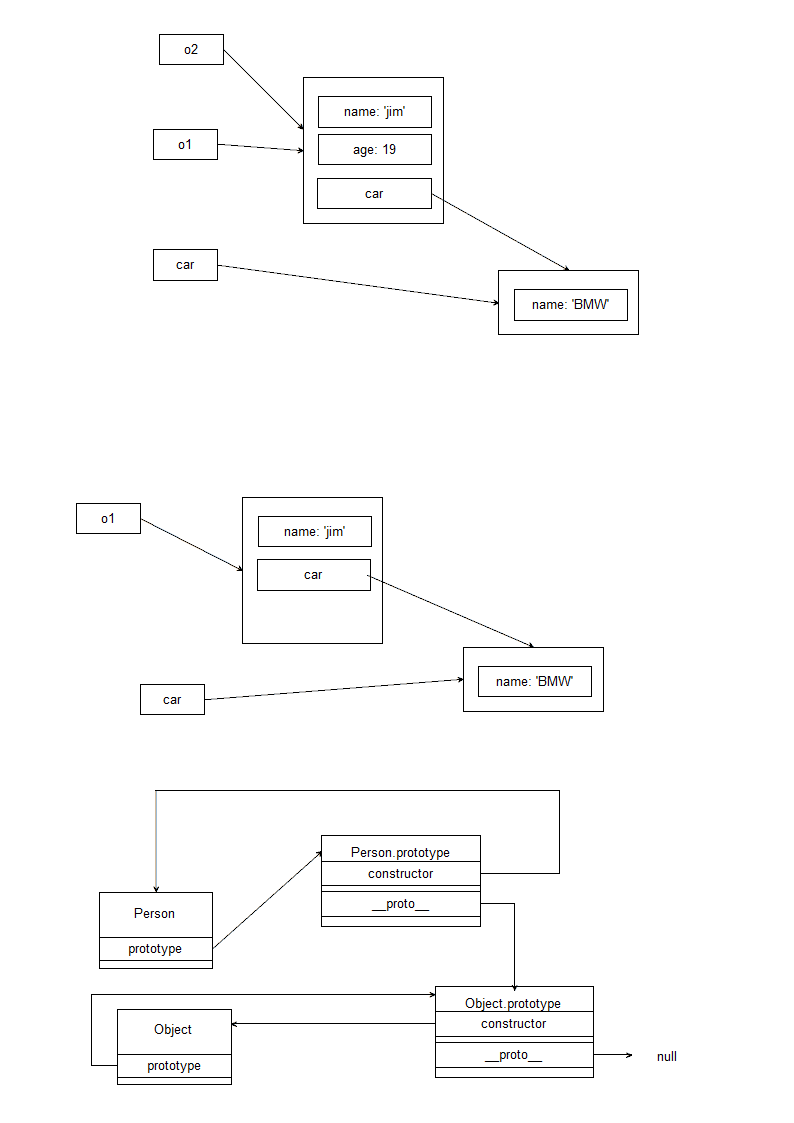 o2
name: 'jim'
o1
age: 19
car
car
name: 'BMW'
o1
name: 'jim'
car
name: 'BMW'
car
Person.prototype
constructor
__proto__
Person
prototype
Object.prototype
constructor
__proto__
null
Object
prototype